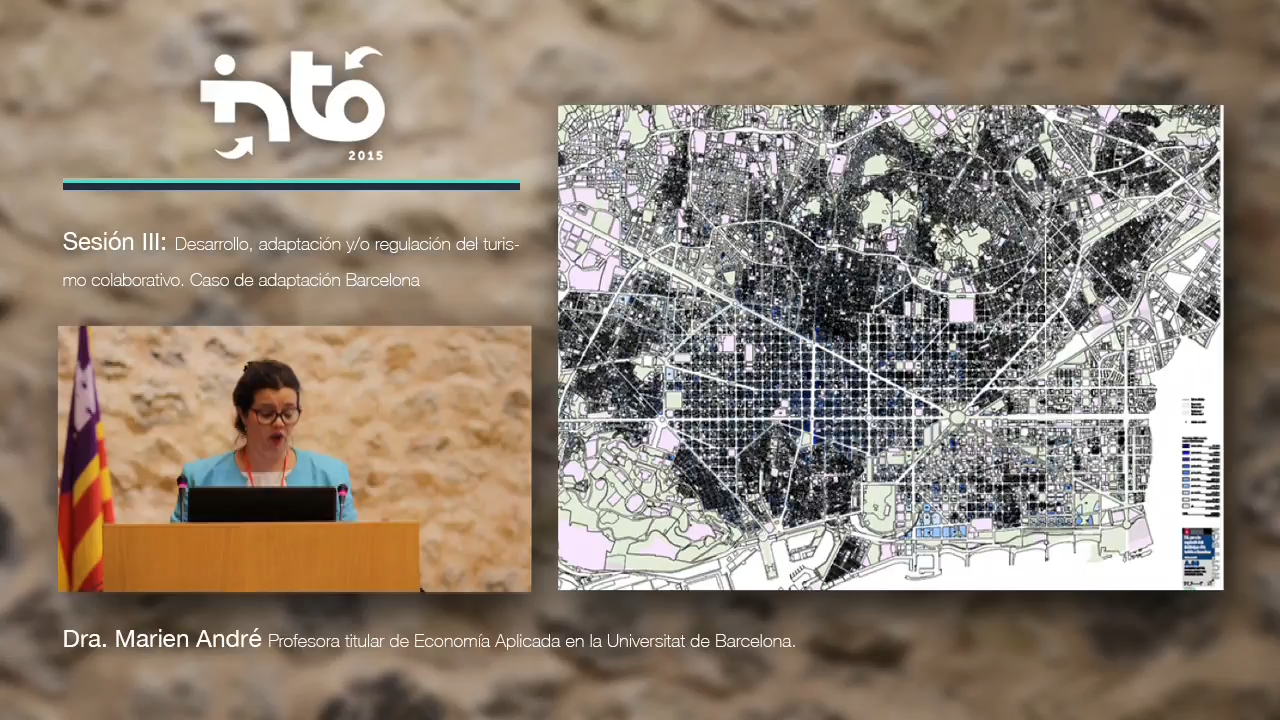 into
2015
Sesión III: Desarrollo, adaptación y/o regulación del turis-
mo colaborativo. Caso de adaptación Barcelona
Dra. Marien André Profesora titular de Economía Aplicada en la Universitat de Barcelona.